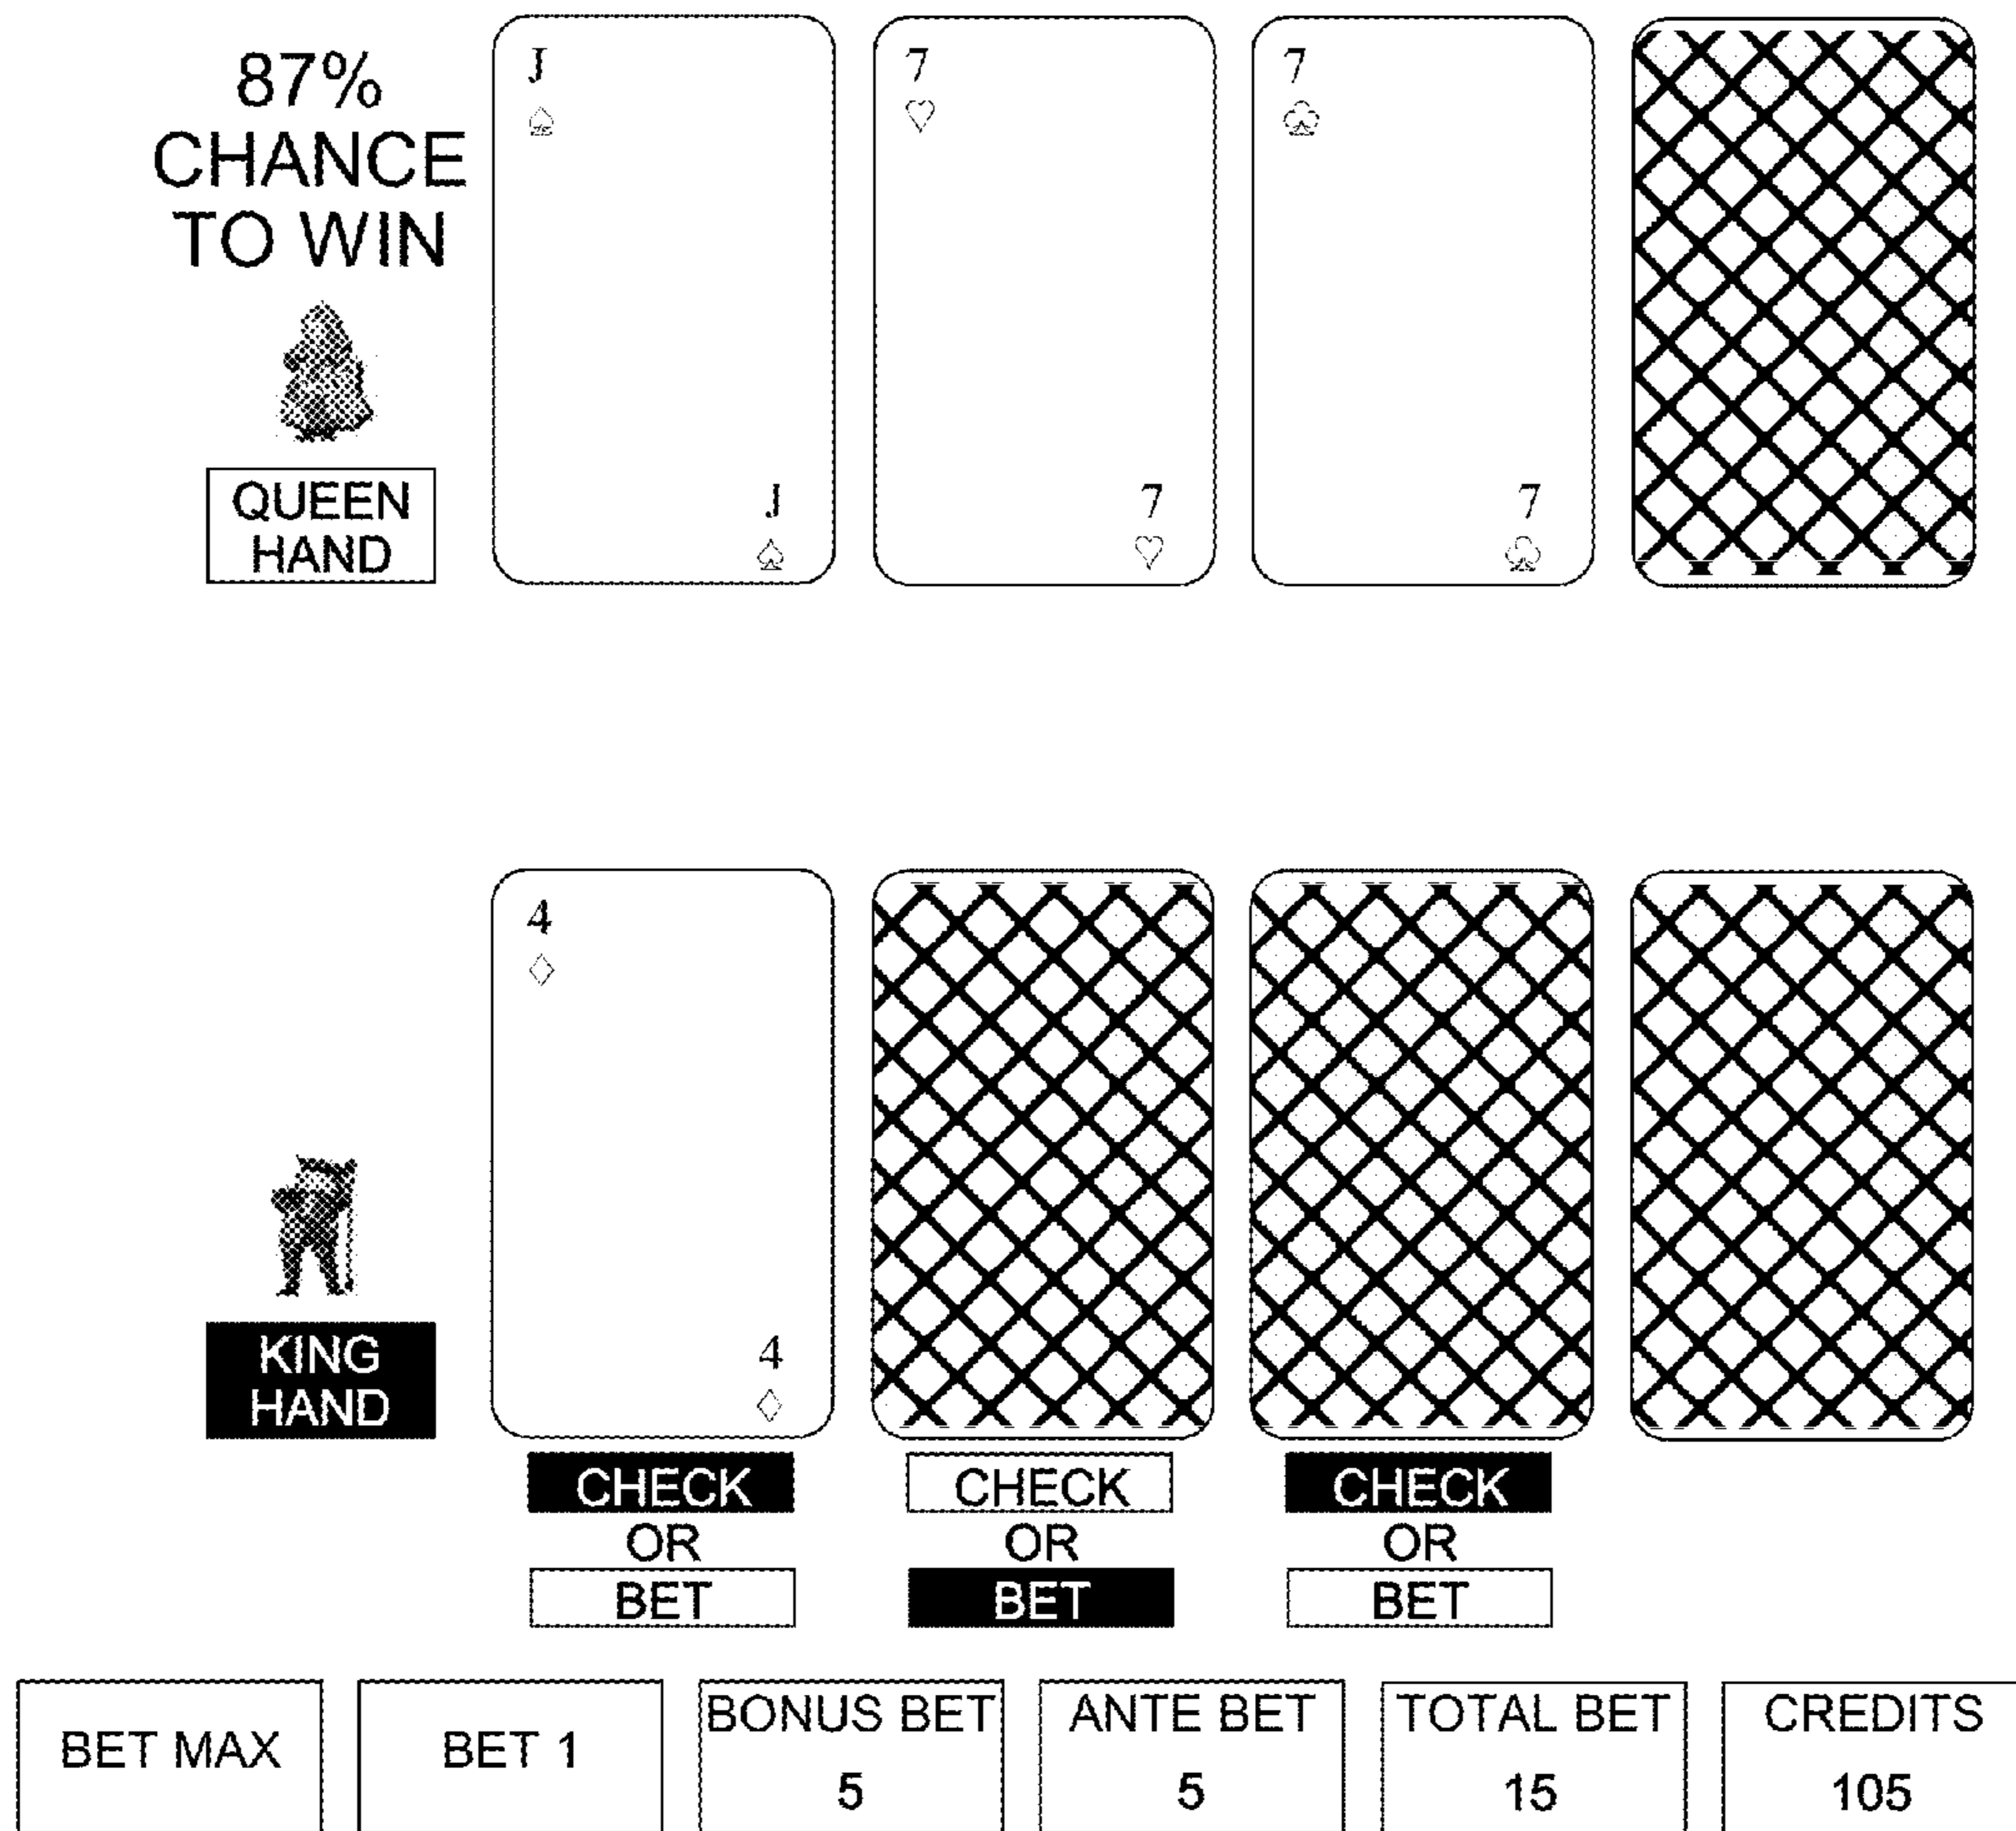 87%
CHANCE
TO WIN
QUEEN
HAND
J
J
7
7
7
7
KING
HAND
4
4
CHECK
OR
BET
CHECK
OR
BET
CHECK
OR
BET
BET MAX
BET 1
BONUS BET
5
ANTE BET
5
TOTAL BET
15
CREDITS
105